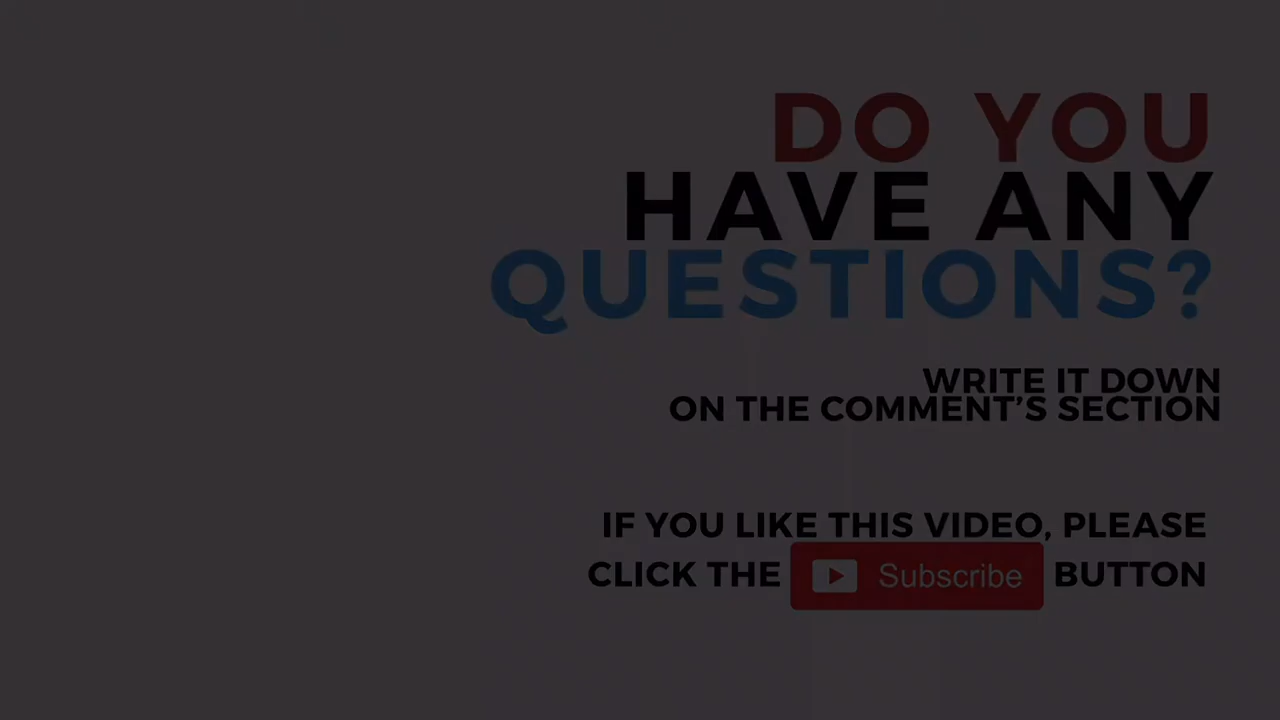 DO YOU
HAVE ANY
QUESTIONS?
WRITE IT DOWN
ON THE COMMENT’S SECTION
IF YOU LIKE THIS VIDEO, PLEASE
CLICK THE Subscribe BUTTON